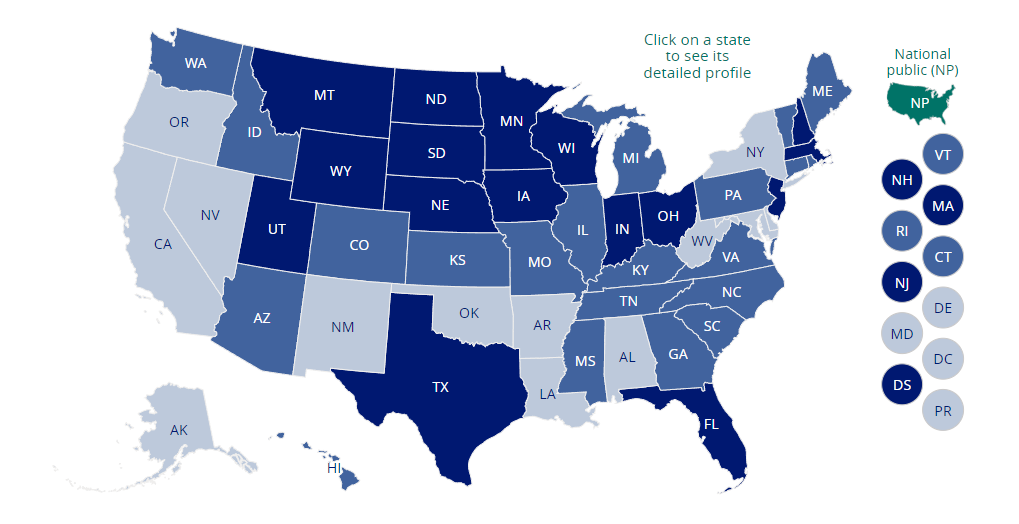 Click on a state
to see its
detailed profile
National
public (NP)
NP
WA
MT
ND
MN
ME
OR
ID
SD
WI
MI
NY
VT
WY
NH
MA
NE
IA
PA
NV
UT
CO
IL
IN
OH
WV
RI
CA
KS
MO
KY
VA
CT
NJ
AZ
NM
OK
AR
TN
NC
SC
DE
MD
TX
LA
MS
AL
GA
DC
DS
AK
FL
PR
HI